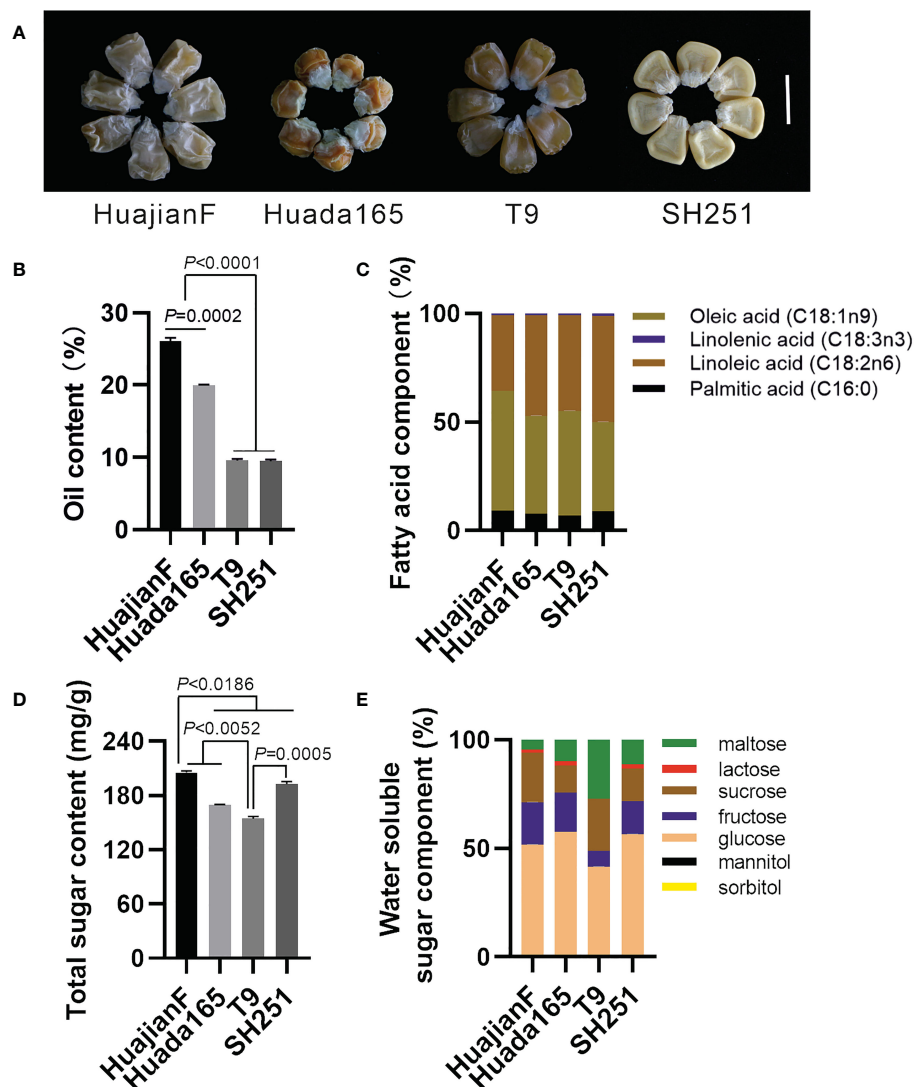 A
HuajianF
Huada165
T9
SH251
B
Oil content (%)
30
20
10
0
P<0.0001
P=0.0002
HuajianF
Huada165
T9
SH251
C
Fatty acid component (%)
100
50
0
HuajianF
Huada165
T9
SH251
Oleic acid (C18:1n9)
Linolenic acid (C18:3n3)
Linoleic acid (C18:2n6)
Palmitic acid (C16:0)
D
Total sugar content (mg/g)
240
180
120
60
0
P<0.0186
P<0.0052
P=0.0005
HuajianF
Huada165
T9
SH251
E
Water soluble
sugar component (%)
100
50
0
HuajianF
Huada165
T9
SH251
maltose
lactose
sucrose
fructose
glucose
mannitol
sorbitol